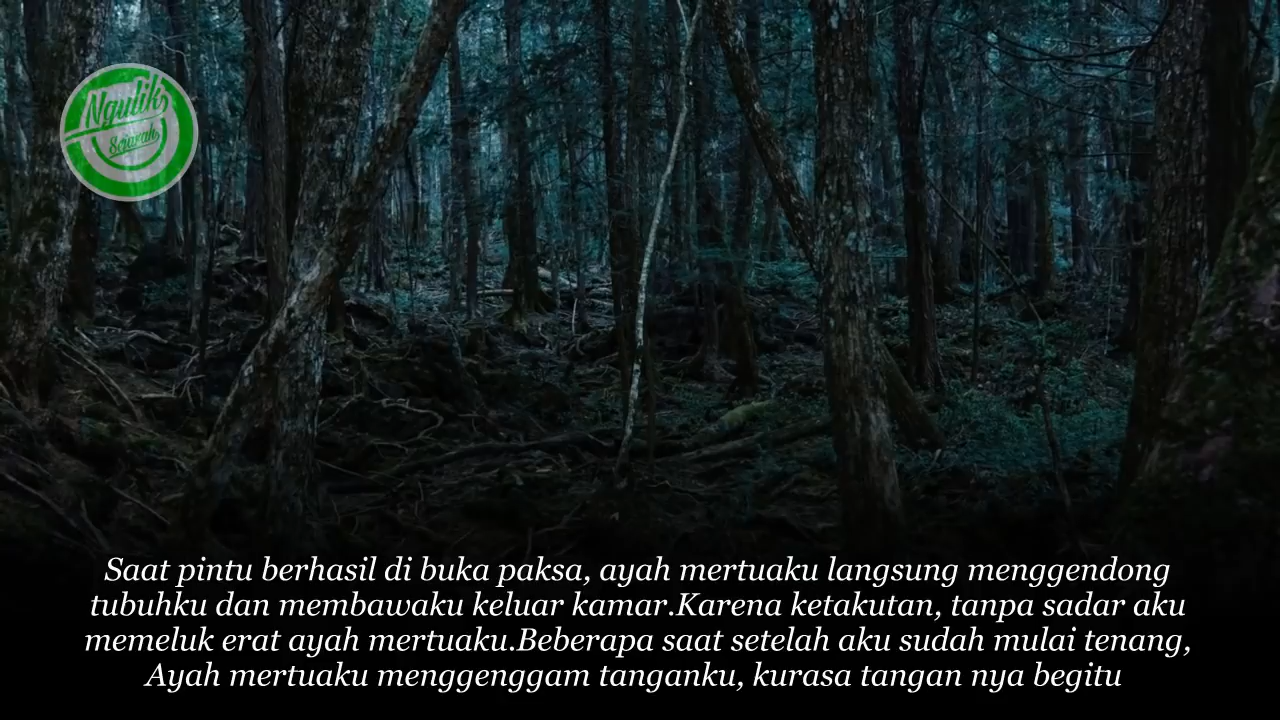 Ngulik
Sejarah
Saat pintu berhasil di buka paksa, ayah mertuaku langsung menggendong
tubuhku dan membawaku keluar kamar.Karena ketakutan, tanpa sadar aku
memeluk erat ayah mertuaku.Beberapa saat setelah aku sudah mulai tenang,
Ayah mertuaku menggenggam tanganku, kurasa tangan nya begitu